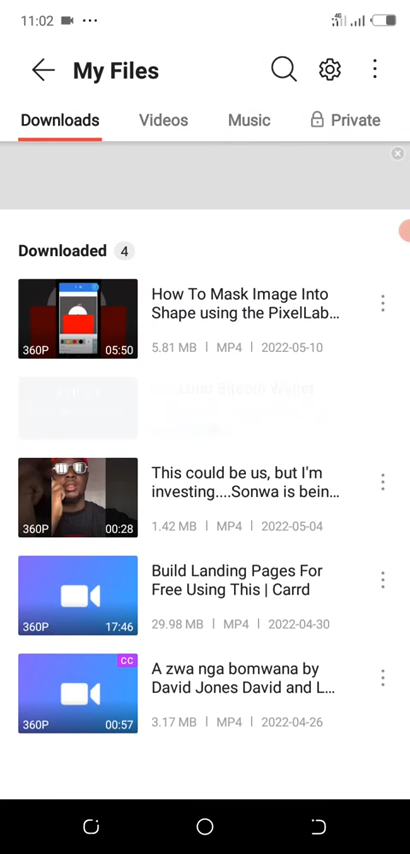 11:02
My Files
Downloads Videos Music Private
Downloaded 4
How To Mask Image Into
Shape using the PixelLab...
360P 05:50
5.81 MB | MP4 | 2022-05-10
Bitcoin Wallet
This could be us, but I'm
investing....Sonwa is bein...
360P 00:28
1.42 MB | MP4 | 2022-05-04
Build Landing Pages For
Free Using This | Carrd
360P 17:46
29.98 MB | MP4 | 2022-04-30
CC
A zwa nga bomwana by
David Jones David and L...
360P 00:57
3.17 MB | MP4 | 2022-04-26